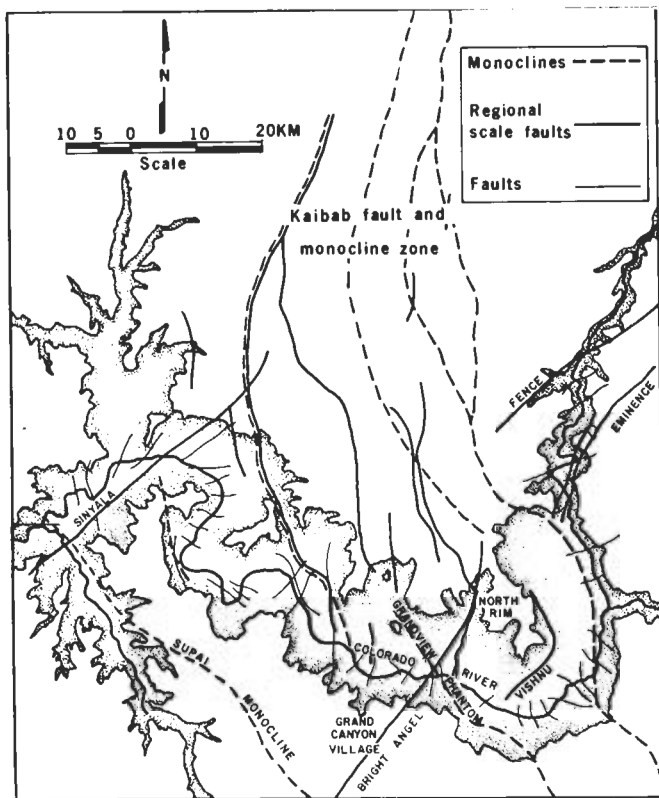 N
10 5 0 10 20KM
Scale
Monoclines
Regional
scale faults
Faults
Kaibab fault and
monocline zone
FENCE
EMINENCE
SINYALA
SUPAI
MONOCLINE
GRANDVIEW
PHANTOM
NORTH
RIM
COLORADO
RIVER
VISHNU
GRAND
CANYON
VILLAGE
BRIGHT ANGEL